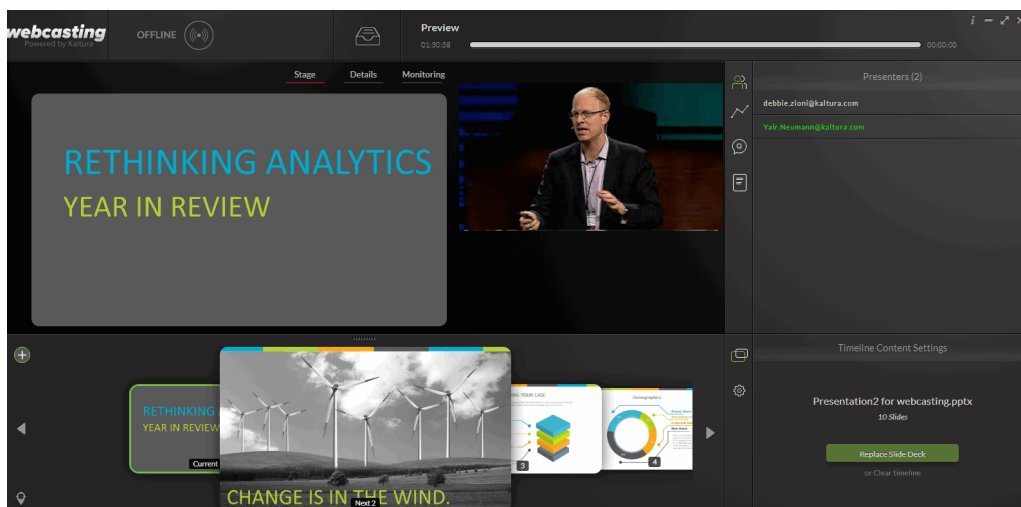 webcasting
Powered by Kaltura
OFFLINE
Preview
01:30:38
00:00:00
i
Stage
Details
Monitoring
RETHINKING ANALYTICS
YEAR IN REVIEW
Presenters (2)
debbie.zioni@kaltura.com
Yair.Neumann@kaltura.com
Q
RETHINKING
YEAR IN REVIEW
Current
CHANGE IS IN THE WIND.
Next 2
YOUR CASE
3
Demographics
4
Timeline Content Settings
Presentation2 for webcasting.pptx
10 Slides
Replace Slide Deck
or Clear timeline